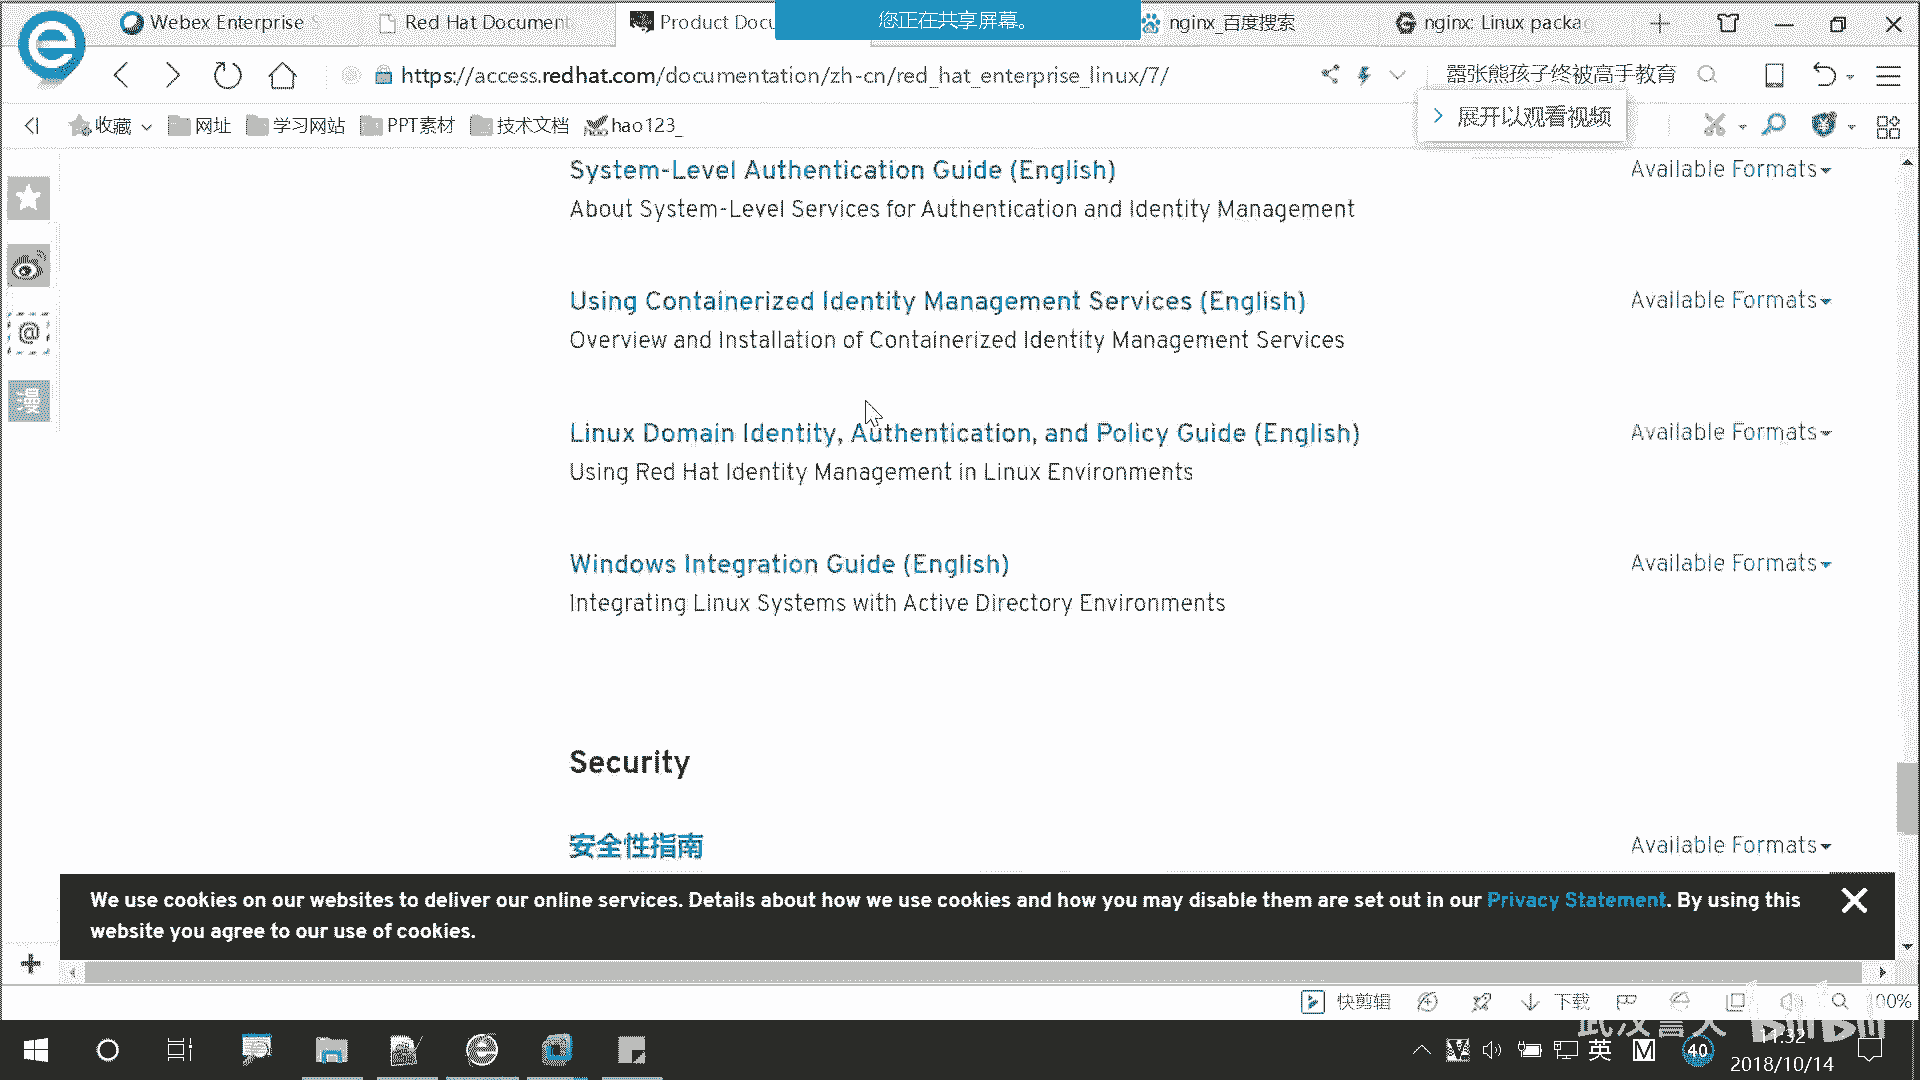 Webex Enterprise S
Red Hat Document
Product Docu
您正在共享屏幕。
nginx_百度搜索
nginx: Linux packag
https://access.redhat.com/documentation/zh-cn/red_hat_enterprise_linux/7/
嚣张熊孩子终被高手教育
收藏
网址
学习网站
PPT素材
技术文档
hao123_
展开以观看视频
System-Level Authentication Guide (English)
Available Formats
About System-Level Services for Authentication and Identity Management
Using Containerized Identity Management Services (English)
Available Formats
Overview and Installation of Containerized Identity Management Services
@
漫
Linux Domain Identity, Authentication, and Policy Guide (English)
Available Formats
Using Red Hat Identity Management in Linux Environments
Windows Integration Guide (English)
Available Formats
Integrating Linux Systems with Active Directory Environments
Security
安全性指南
Available Formats
We use cookies on our websites to deliver our online services. Details about how we use cookies and how you may disable them are set out in our Privacy Statement. By using this
website you agree to our use of cookies.
快剪辑
下载
100%
bilibili
英
M
40
11:32
2018/10/14